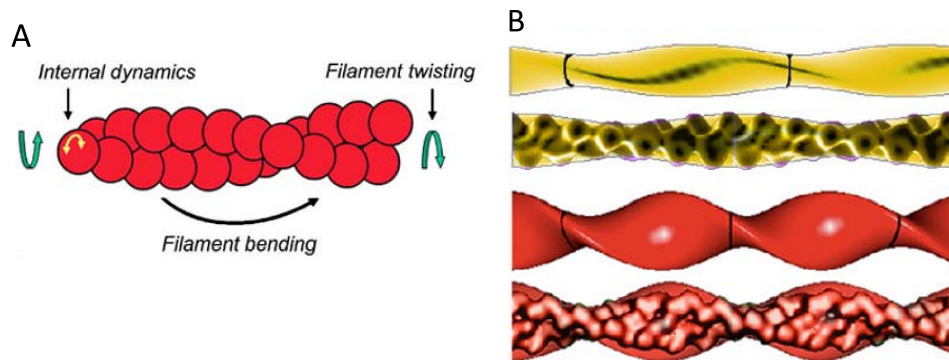 A
B
Internal dynamics
Filament twisting
Filament bending